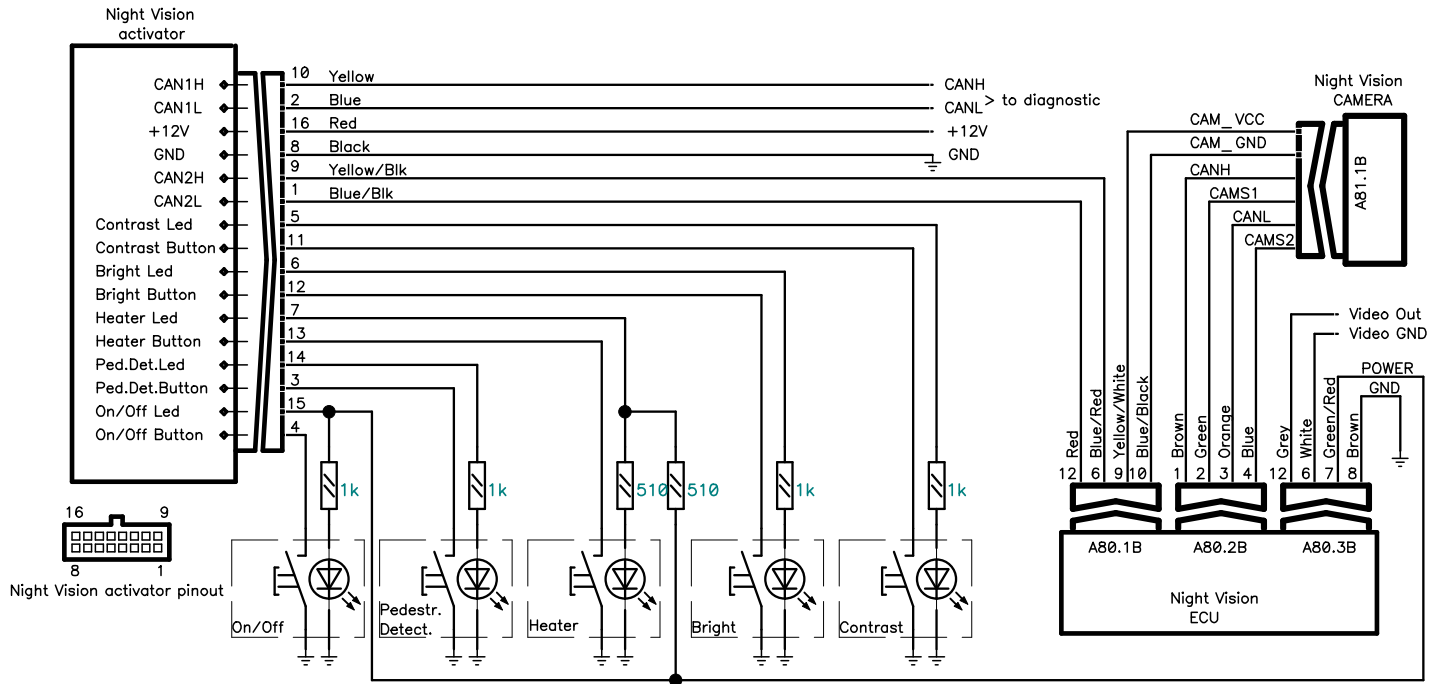 Night Vision
activator
CAN1H 10 Yellow CANH
CAN1L 2 Blue CANL > to diagnostic
+12V 16 Red +12V
GND 8 Black GND
CAN2H 9 Yellow/Blk
CAN2L 1 Blue/Blk
Contrast Led 5
Contrast Button 11
Bright Led 6
Bright Button 12
Heater Led 7
Heater Button 13
Ped.Det.Led 14
Ped.Det.Button 3
On/Off Led 15
On/Off Button 4
Night Vision
CAMERA
CAM_VCC
CAM_GND
CANH
CAMS1
CANL
CAMS2
A81.1B
Video Out
Video GND
POWER
GND
Red
Blue/Red
Yellow/White
Blue/Black
Brown
Green
Orange
Blue
Grey
White
Green/Red
Brown
12 6 9 10 1 2 3 4 12 6 7 8
1k 1k 510 510 1k 1k
16 9
8 1
Night Vision activator pinout
On/Off
Pedestr.
Detect.
Heater
Bright
Contrast
A80.1B A80.2B A80.3B
Night Vision
ECU